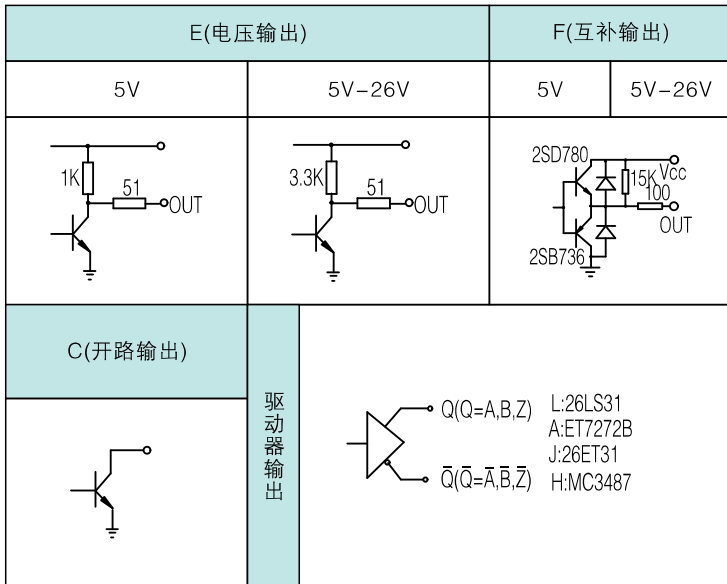 E(电压输出)
F(互补输出)
5V
5V-26V
5V
5V-26V
1K
51
OUT
3.3K
51
OUT
2SD780
15K
Vcc
100
OUT
2SB736
C(开路输出)
驱动器输出
Q(Q=A,B,Z)
Q̅(Q̅=A̅,B̅,Z̅)
L:26LS31
A:ET7272B
J:26ET31
H:MC3487